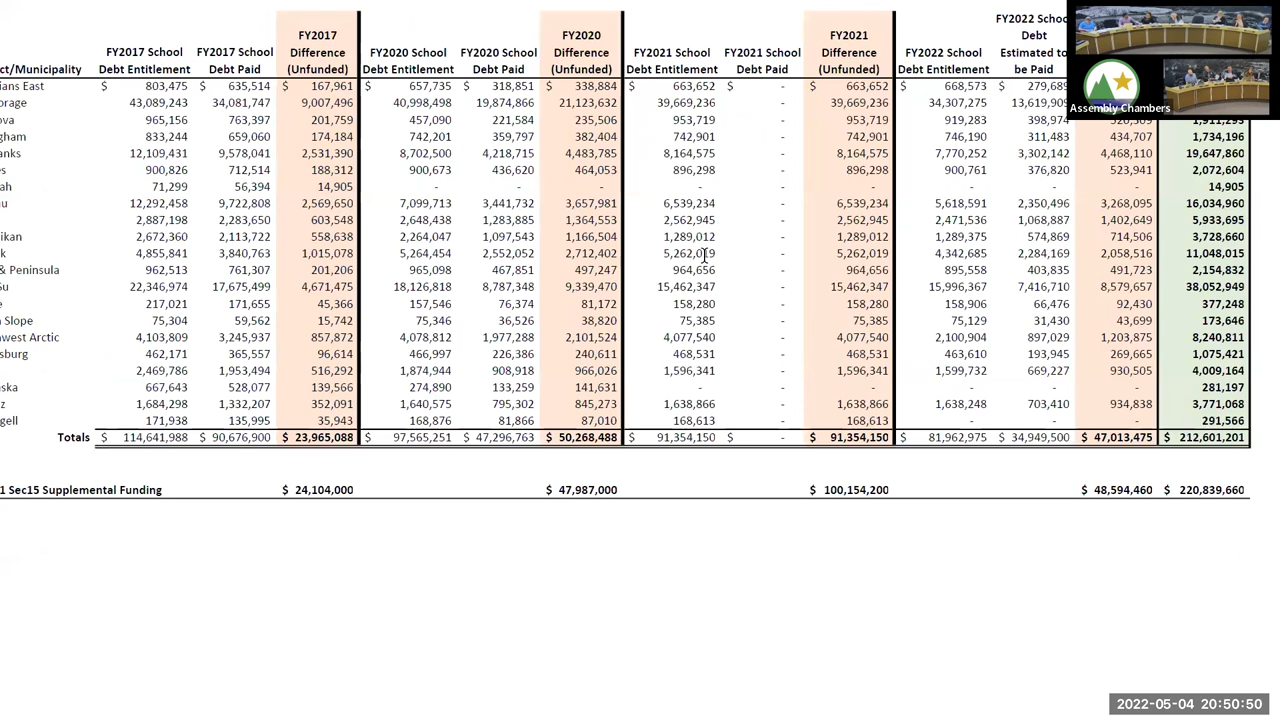 FY2022 School
FY2017 FY2020 FY2021 Debt
FY2017 School FY2017 School Difference FY2020 School FY2020 School Difference FY2021 School FY2021 School Difference FY2022 School Estimated to
ct/Municipality Debt Entitlement Debt Paid (Unfunded) Debt Entitlement Debt Paid (Unfunded) Debt Entitlement Debt Paid (Unfunded) Debt Entitlement be Paid
ians East $ 803,475 $ 635,514 $ 167,961 $ 657,735 $ 318,851 $ 338,884 $ 663,652 $ - $ 663,652 $ 668,573 $
orage 43,089,243 34,081,747 9,007,496 40,998,498 19,874,866 21,123,632 39,669,236 - 39,669,236 34,307,275
Assembly Chambers
ova 965,156 763,397 201,759 457,090 221,584 235,506 953,719 - 953,719 919,283 398,974
gham 833,244 659,060 174,184 742,201 359,797 382,404 742,901 - 742,901 746,190 311,483 434,707 1,734,196
anks 12,109,431 9,578,041 2,531,390 8,702,500 4,218,715 4,483,785 8,164,575 - 8,164,575 7,770,252 3,302,142 4,468,110 19,647,860
es 900,826 712,514 188,312 900,673 436,620 464,053 896,298 - 896,298 900,761 376,820 523,941 2,072,604
ah 71,299 56,394 14,905 - - - - - - - - - 14,905
u 12,292,458 9,722,808 2,569,650 7,099,713 3,441,732 3,657,981 6,539,234 - 6,539,234 5,618,591 2,350,496 3,268,095 16,034,960
2,887,198 2,283,650 603,548 2,648,438 1,283,885 1,364,553 2,562,945 - 2,562,945 2,471,536 1,068,887 1,402,649 5,933,695
ikan 2,672,360 2,113,722 558,638 2,264,047 1,097,543 1,166,504 1,289,012 - 1,289,012 1,289,375 574,869 714,506 3,728,660
k 4,855,841 3,840,763 1,015,078 5,264,454 2,552,052 2,712,402 5,262,019 - 5,262,019 4,342,685 2,284,169 2,058,516 11,048,015
& Peninsula 962,513 761,307 201,206 965,098 467,851 497,247 964,656 - 964,656 895,558 403,835 491,723 2,154,832
Su 22,346,974 17,675,499 4,671,475 18,126,818 8,787,348 9,339,470 15,462,347 - 15,462,347 15,996,367 7,416,710 8,579,657 38,052,949
e 217,021 171,655 45,366 157,546 76,374 81,172 158,280 - 158,280 158,906 66,476 92,430 377,248
n Slope 75,304 59,562 15,742 75,346 36,526 38,820 75,385 - 75,385 75,129 31,430 43,699 173,646
nwest Arctic 4,103,809 3,245,937 857,872 4,078,812 1,977,288 2,101,524 4,077,540 - 4,077,540 2,100,904 897,029 1,203,875 8,240,811
sburg 462,171 365,557 96,614 466,997 226,386 240,611 468,531 - 468,531 463,610 193,945 269,665 1,075,421
2,469,786 1,953,494 516,292 1,874,944 908,918 966,026 1,596,341 - 1,596,341 1,599,732 669,227 930,505 4,009,164
ska 667,643 528,077 139,566 274,890 133,259 141,631 - - - - - - 281,197
z 1,684,298 1,332,207 352,091 1,640,575 795,302 845,273 1,638,866 - 1,638,866 1,638,248 703,410 934,838 3,771,068
gell 171,938 135,995 35,943 168,876 81,866 87,010 168,613 - 168,613 - - - 291,566
Totals $ 114,641,988 $ 90,676,900 $ 23,965,088 $ 97,565,251 $ 47,296,763 $ 50,268,488 $ 91,354,150 $ - $ 91,354,150 $ 81,962,975 $ 34,949,500 $ 47,013,475 $ 212,601,201
1 Sec15 Supplemental Funding $ 24,104,000 $ 47,987,000 $ 100,154,200 $ 48,594,460 $ 220,839,660
2022-05-04 20:50:50